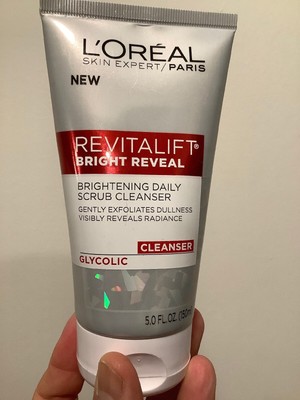 L'ORÉAL
SKIN EXPERT / PARIS
NEW
REVITALIFT®
BRIGHT REVEAL
BRIGHTENING DAILY
SCRUB CLEANSER
GENTLY EXFOLIATES DULLNESS
VISIBLY REVEALS RADIANCE
CLEANSER
GLYCOLIC
5.0 FL.OZ. (150ml)